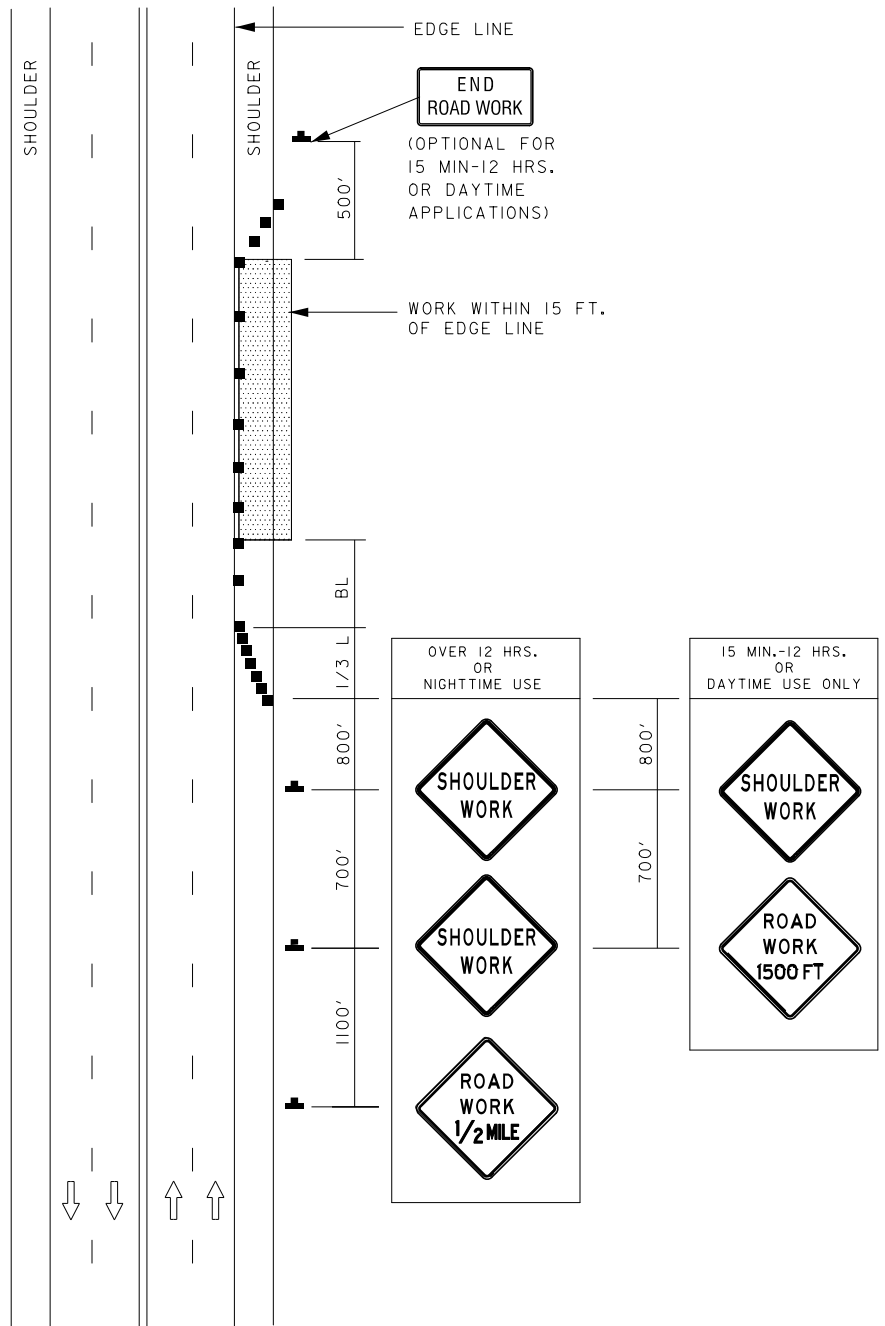 EDGE LINE
SHOULDER
SHOULDER
END
ROAD WORK
(OPTIONAL FOR
15 MIN-12 HRS.
OR DAYTIME
APPLICATIONS)
500'
WORK WITHIN 15 FT.
OF EDGE LINE
BL
1/3 L
800'
700'
1100'
OVER 12 HRS.
OR
NIGHTTIME USE
SHOULDER
WORK
SHOULDER
WORK
ROAD
WORK
1/2 MILE
800'
700'
15 MIN.-12 HRS.
OR
DAYTIME USE ONLY
SHOULDER
WORK
ROAD
WORK
1500 FT